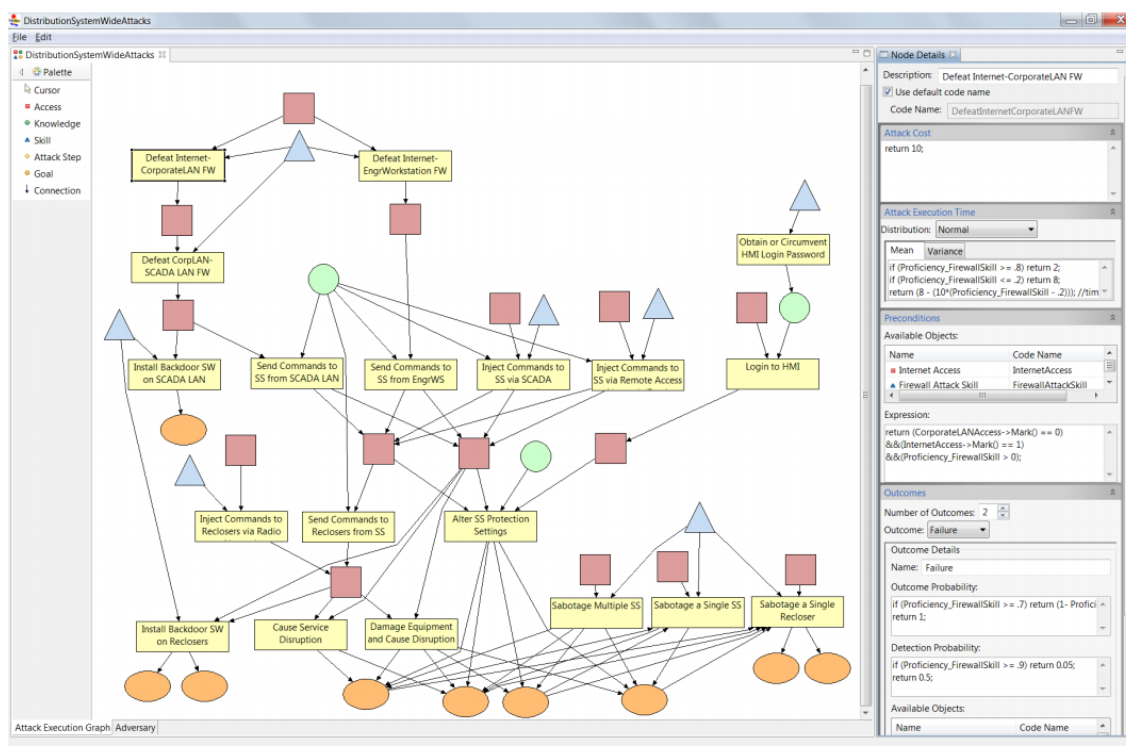 DistributionSystemWideAttacks
File Edit
DistributionSystemWideAttacks
Palette
Cursor
Access
Knowledge
Skill
Attack Step
Goal
Connection
Defeat Internet-
CorporateLAN FW
Defeat Internet-
EngrWorkstation FW
Obtain or Circumvent
HMI Login Password
Defeat CorpLAN-
SCADA LAN FW
Install Backdoor SW
on SCADA LAN
Send Commands to
SS from SCADA LAN
Send Commands to
SS from EngrWS
Inject Commands to
SS via SCADA
Inject Commands to
SS via Remote Access
Login to HMI
Inject Commands to
Reclosers via Radio
Send Commands to
Reclosers from SS
Alter SS Protection
Settings
Sabotage Multiple SS
Sabotage a Single SS
Sabotage a Single
Recloser
Install Backdoor SW
on Reclosers
Cause Service
Disruption
Damage Equipment
and Cause Disruption
Attack Execution Graph Adversary
Node Details
Description: Defeat Internet-CorporateLAN FW
Use default code name
Code Name: DefeatInternetCorporateLANFW
Attack Cost
return 10;
Attack Execution Time
Distribution: Normal
Mean Variance
if (Proficiency_FirewallSkill >= .8) return 2;
if (Proficiency_FirewallSkill <= .2) return 8;
return (8 - (10*(Proficiency_FirewallSkill - .2))); //tim
Preconditions
Available Objects:
Name Code Name
Internet Access InternetAccess
Firewall Attack Skill FirewallAttackSkill
Expression:
return (CorporateLANAccess->Mark() == 0)
&&(InternetAccess->Mark() == 1)
&&(Proficiency_FirewallSkill > 0);
Outcomes
Number of Outcomes: 2
Outcome: Failure
Outcome Details
Name: Failure
Outcome Probability:
if (Proficiency_FirewallSkill >= .7) return (1- Profici
return 1;
Detection Probability:
if (Proficiency_FirewallSkill >= .9) return 0.05;
return 0.5;
Available Objects:
Name Code Name